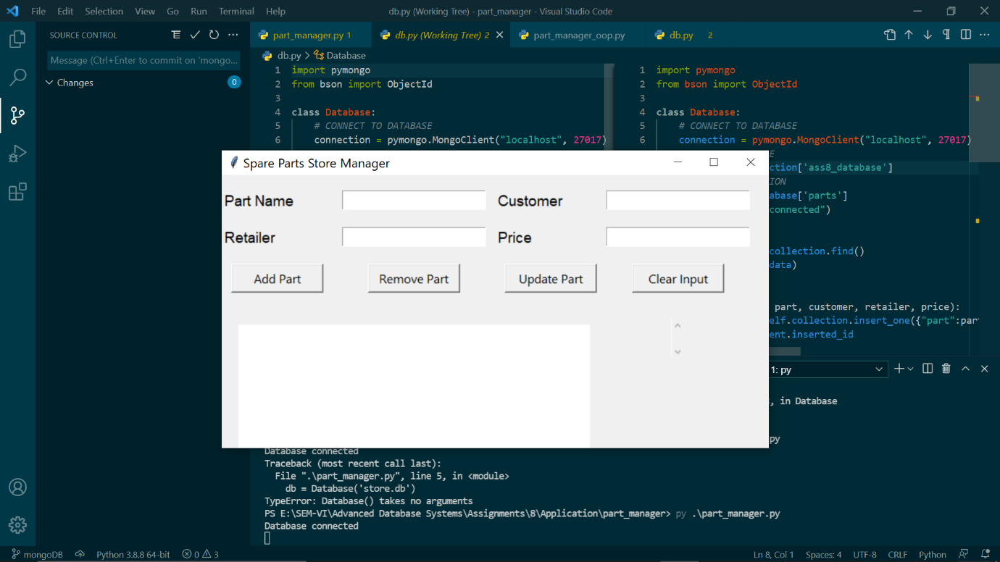 File Edit Selection View Go Run Terminal Help db.py (Working Tree) - part_manager - Visual Studio Code
SOURCE CONTROL
Message (Ctrl+Enter to commit on 'mongo...
Changes 0
part_manager.py 1 db.py (Working Tree) 2 part_manager_oop.py db.py 2
db.py > Database
1 import pymongo
2 from bson import ObjectId
3
4 class Database:
5 # CONNECT TO DATABASE
6 connection = pymongo.MongoClient("localhost", 27017)
1 import pymongo
2 from bson import ObjectId
3
4 class Database:
5 # CONNECT TO DATABASE
6 connection = pymongo.MongoClient("localhost", 27017)
E
ction['ass8_database']
ION
abase['parts']
connected")
collection.find()
data)
part, customer, retailer, price):
elf.collection.insert_one({"part":par
ent.inserted_id
Spare Parts Store Manager
Part Name Customer
Retailer Price
Add Part Remove Part Update Part Clear Input
1: py
, in Database
py
Database connected
Traceback (most recent call last):
File ".\part_manager.py", line 5, in <module>
db = Database('store.db')
TypeError: Database() takes no arguments
PS E:\SEM-VI\Advanced Database Systems\Assignments\8\Application\part_manager> py .\part_manager.py
Database connected
mongoDB Python 3.8.8 64-bit 0 3 Ln 8, Col 1 Spaces: 4 UTF-8 CRLF Python